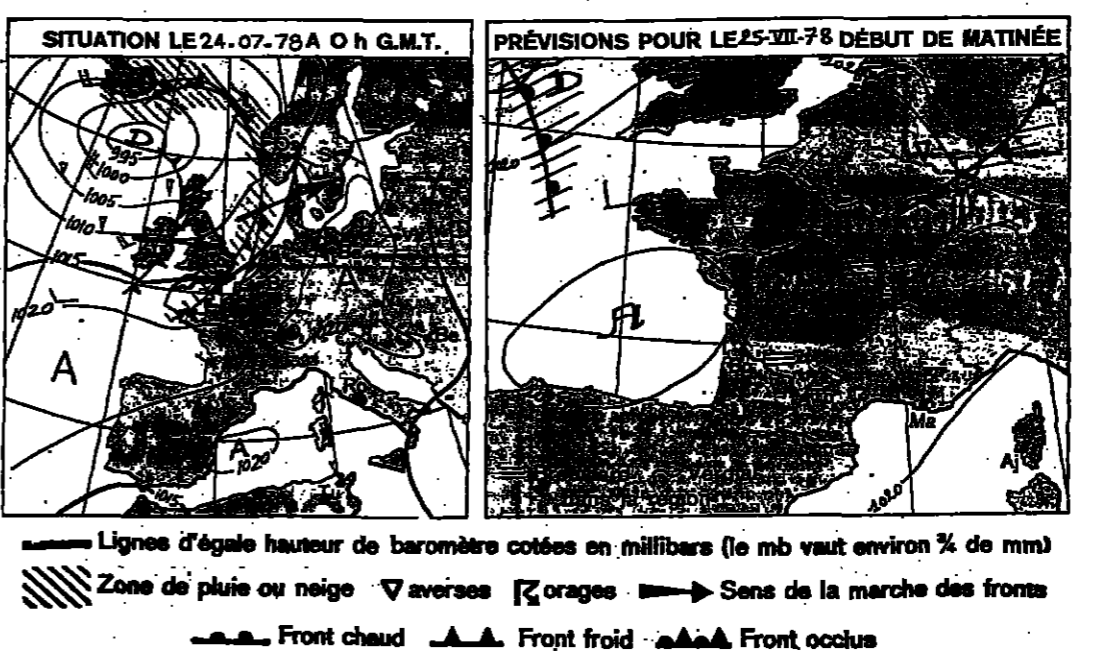 SITUATION LE 24-07-78 A 0 h G.M.T.
D
995
1000
1005
1010
1015
1020
A
A
A
1020
1015
PRÉVISIONS POUR LE 25-VII-78 DÉBUT DE MATINÉE
D
1020
A
Ma
Aj
1020
Lignes d'égale hauteur de baromètre cotées en millibars (le mb vaut environ ¾ de mm)
Zone de pluie ou neige averses orages Sens de la marche des fronts
Front chaud Front froid Front occlus